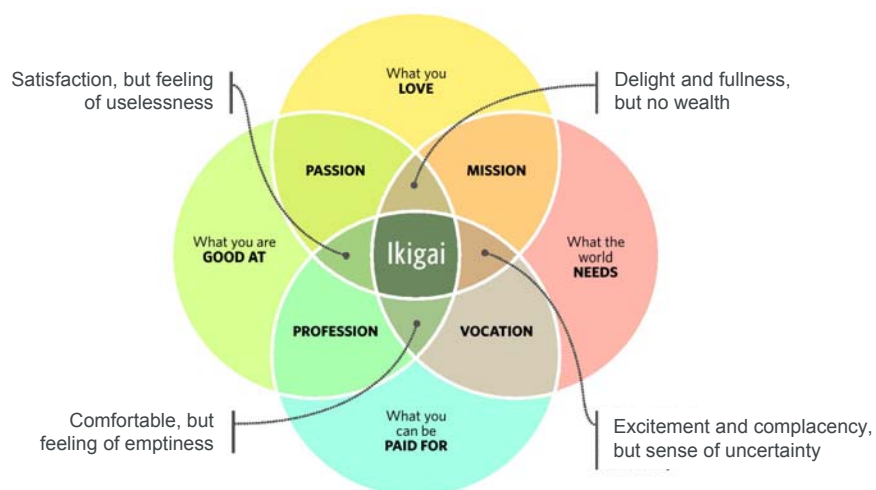 What you
LOVE
Satisfaction, but feeling
of uselessness
Delight and fullness,
but no wealth
PASSION
MISSION
What you are
GOOD AT
Ikigai
What the
world
NEEDS
PROFESSION
VOCATION
Comfortable, but
feeling of emptiness
What you
can be
PAID FOR
Excitement and complacency,
but sense of uncertainty